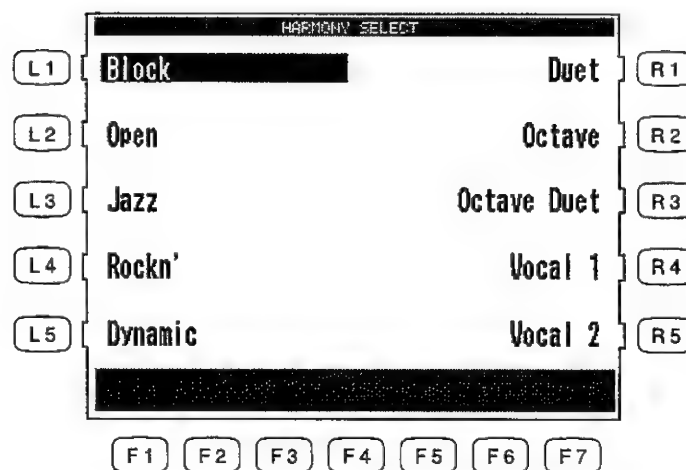 HARMONY SELECT
L1 Block Duet R1
L2 Open Octave R2
L3 Jazz Octave Duet R3
L4 Rockn' Vocal 1 R4
L5 Dynamic Vocal 2 R5
F1 F2 F3 F4 F5 F6 F7